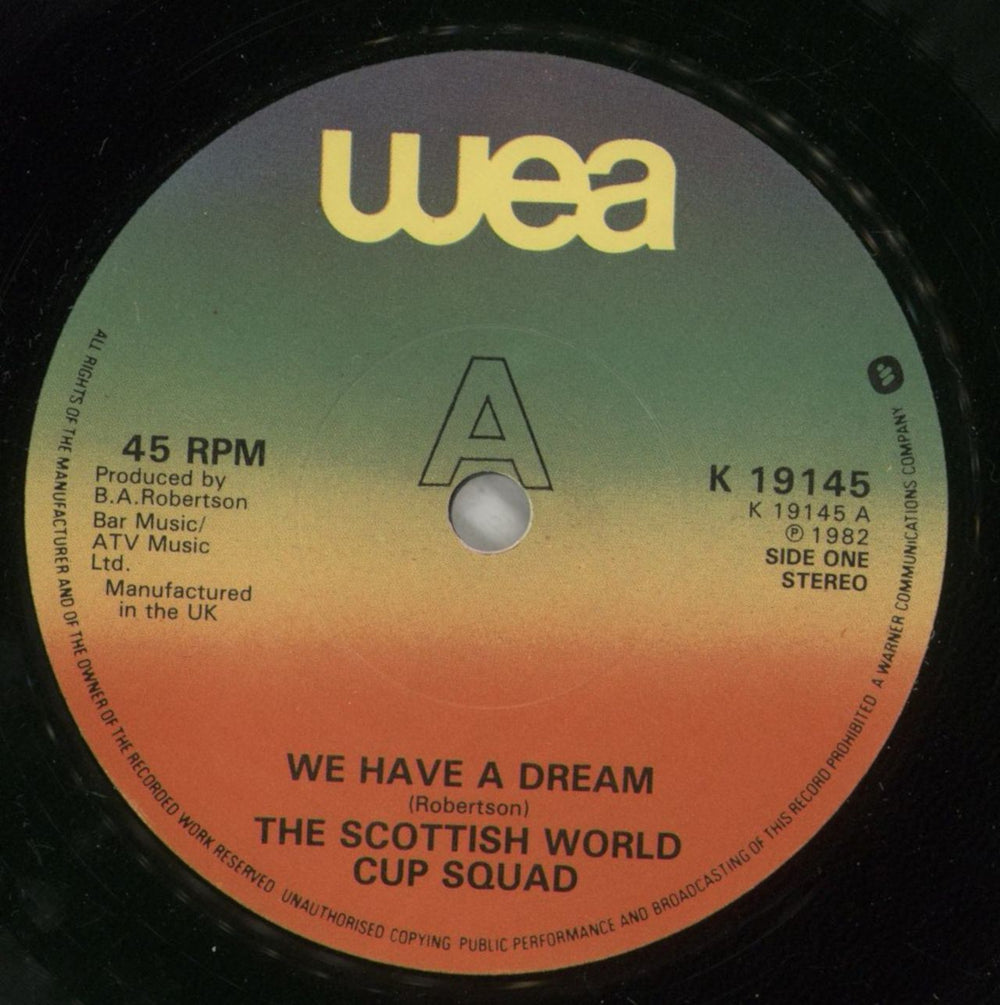 wea
A
45 RPM
Produced by
B.A.Robertson
Bar Music/
ATV Music
Ltd.
Manufactured
in the UK
K 19145
K 19145 A
℗ 1982
SIDE ONE
STEREO
WE HAVE A DREAM
(Robertson)
THE SCOTTISH WORLD
CUP SQUAD
ALL RIGHTS OF THE MANUFACTURER AND OF THE OWNER OF THE RECORDED WORK RESERVED UNAUTHORISED COPYING PUBLIC PERFORMANCE AND BROADCASTING OF THIS RECORD PROHIBITED A WARNER COMMUNICATIONS COMPANY